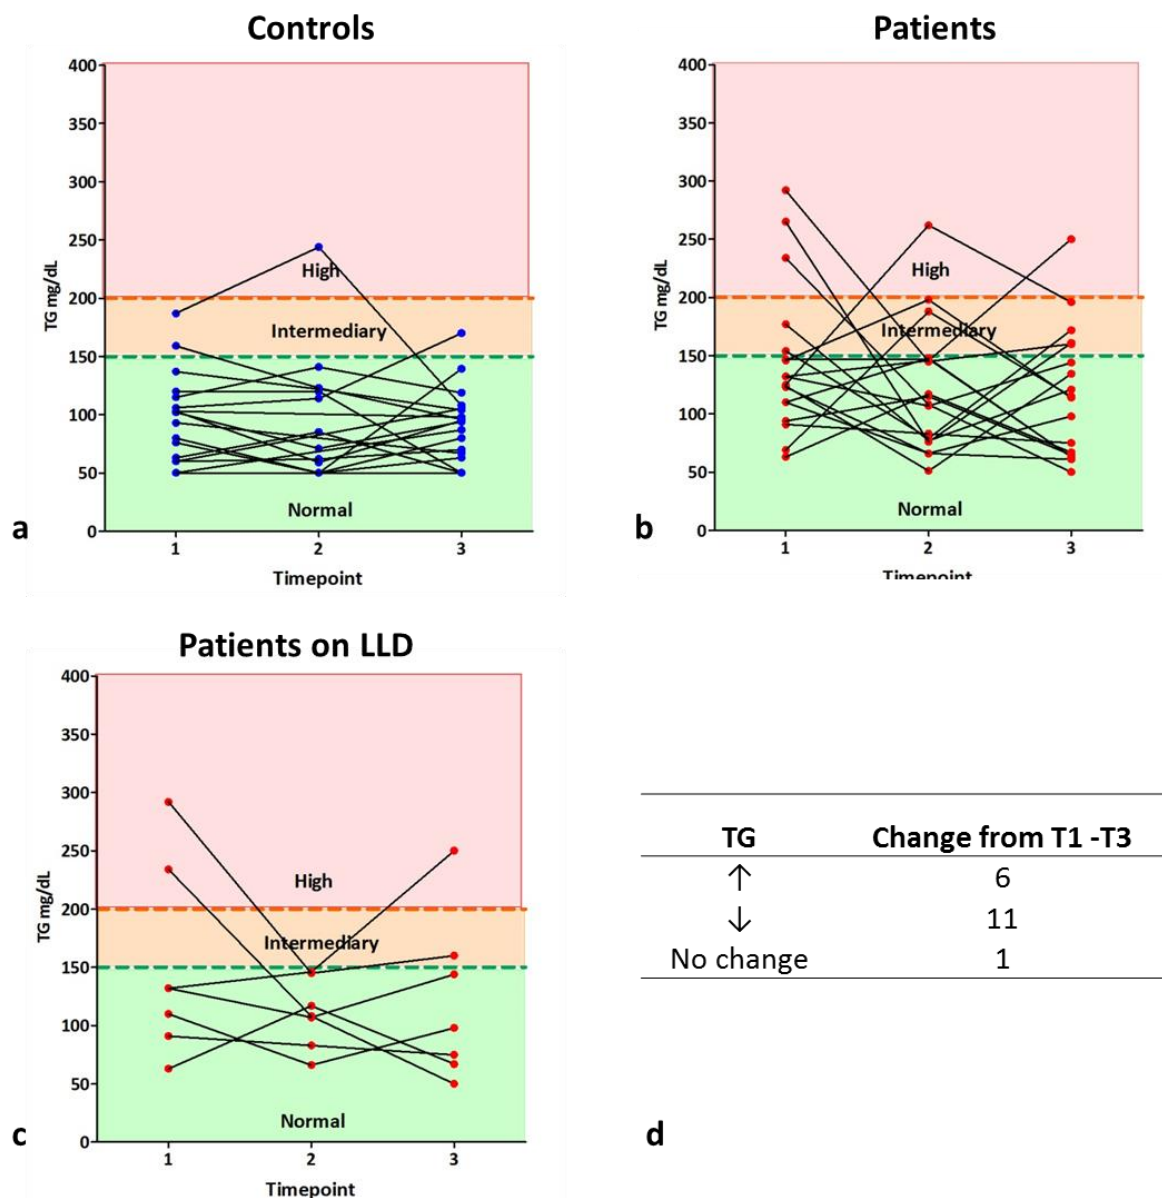 Controls
400
350
300
250
200
150
100
50
0
TG mg/dL
High
Intermediary
Normal
1 2 3
Timepoint
a
Patients
400
350
300
250
200
150
100
50
0
TG mg/dL
High
Intermediary
Normal
1 2 3
Timepoint
b
Patients on LLD
400
350
300
250
200
150
100
50
0
TG mg/dL
High
Intermediary
Normal
1 2 3
Timepoint
c
TG Change from T1 -T3
↑ 6
↓ 11
No change 1
d